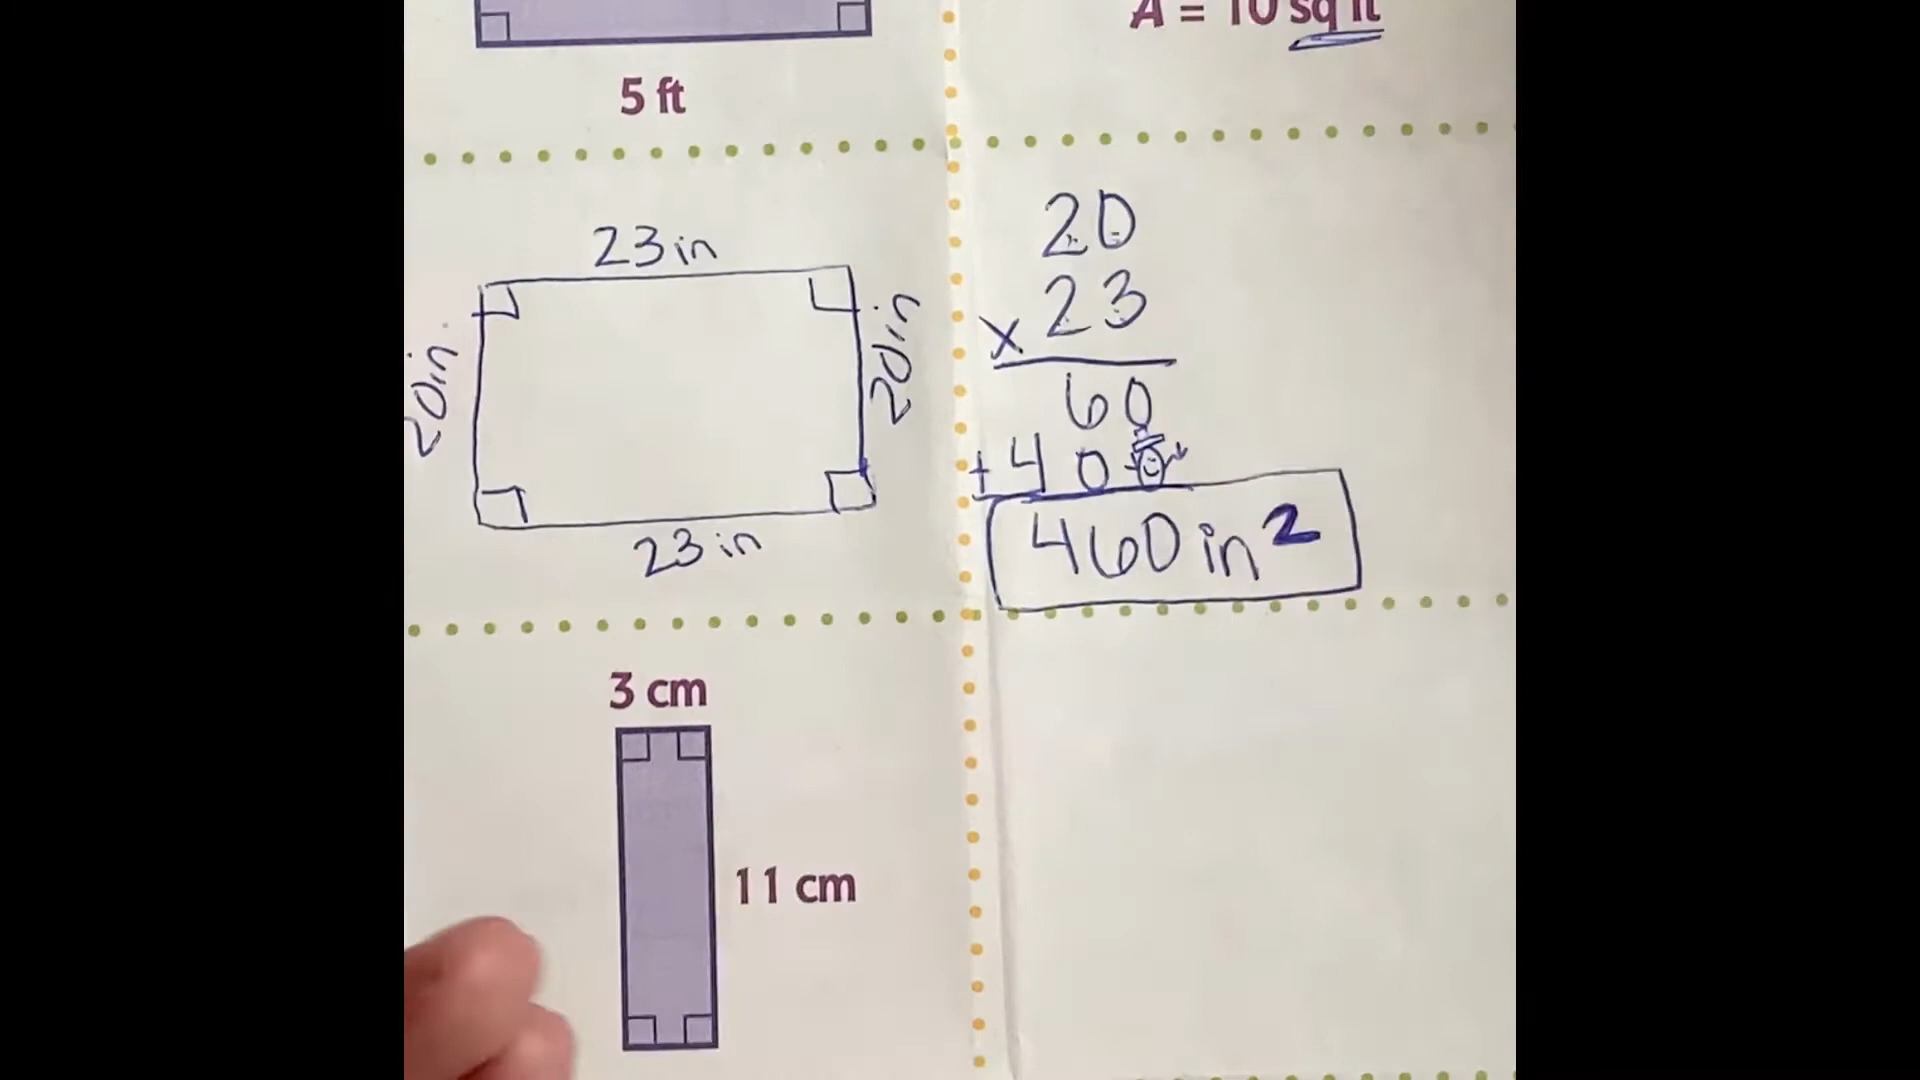 A = 10 sq ft
5 ft
23 in
20 in
20 in
23 in
20
x 23
60
+ 400
460 in²
3 cm
11 cm